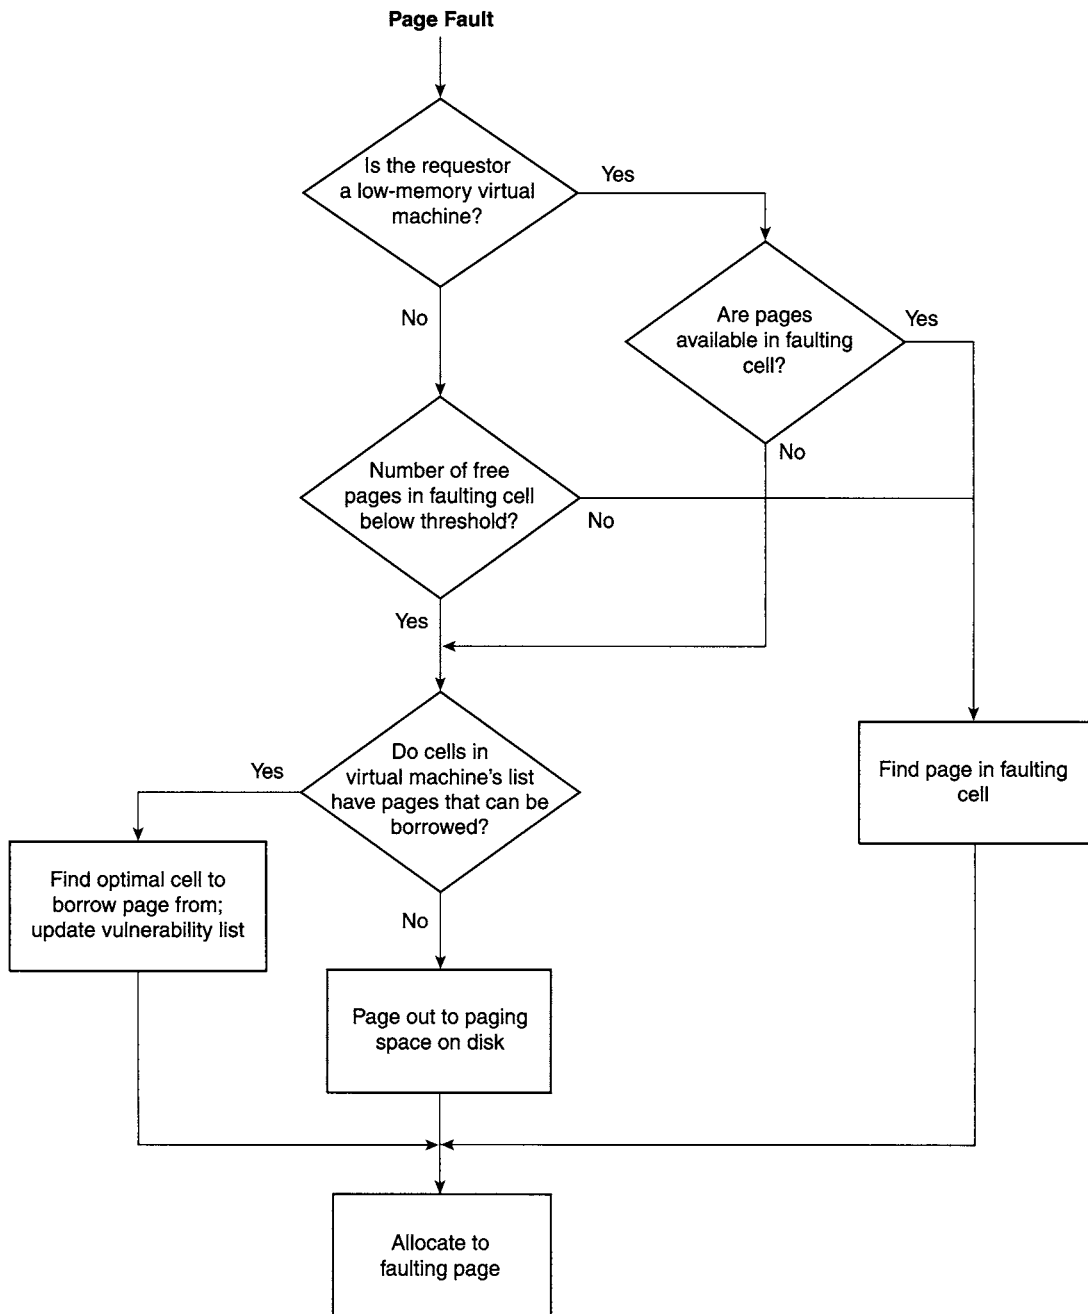 Page Fault
Is the requestor
a low-memory virtual
machine?
Yes
No
Are pages
available in faulting
cell?
Yes
No
Number of free
pages in faulting cell
below threshold?
No
Yes
Do cells in
virtual machine's list
have pages that can be
borrowed?
Yes
No
Find page in faulting
cell
Find optimal cell to
borrow page from;
update vulnerability list
Page out to paging
space on disk
Allocate to
faulting page